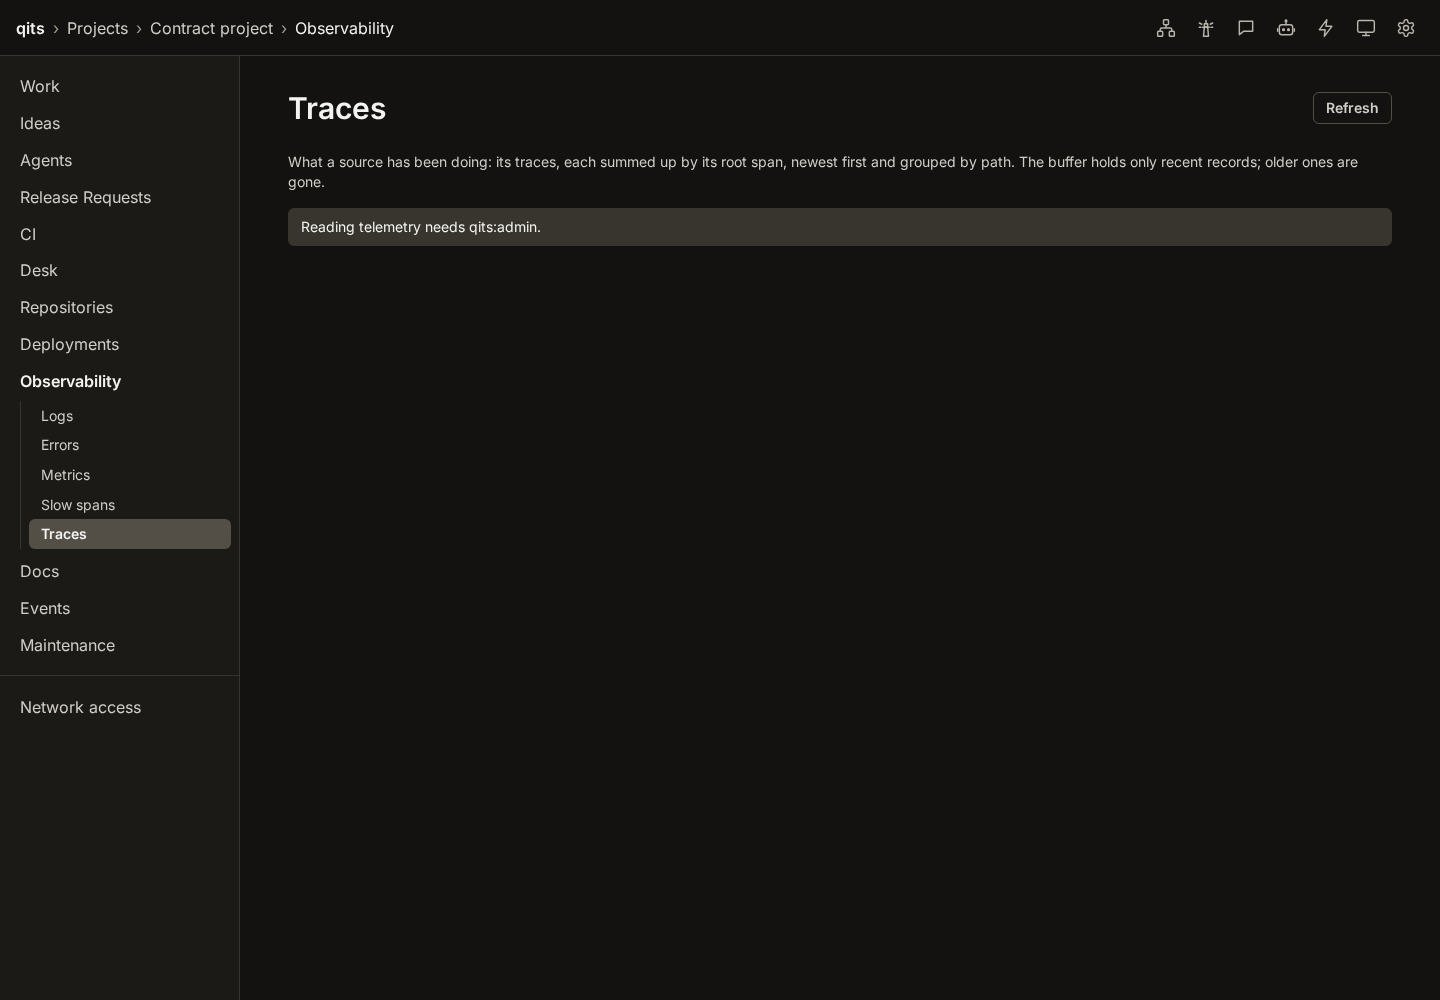 qits › Projects › Contract project › Observability
Work
Ideas
Agents
Release Requests
CI
Desk
Repositories
Deployments
Observability
Logs
Errors
Metrics
Slow spans
Traces
Docs
Events
Maintenance
Network access
Traces
Refresh
What a source has been doing: its traces, each summed up by its root span, newest first and grouped by path. The buffer holds only recent records; older ones are
gone.
Reading telemetry needs qits:admin.